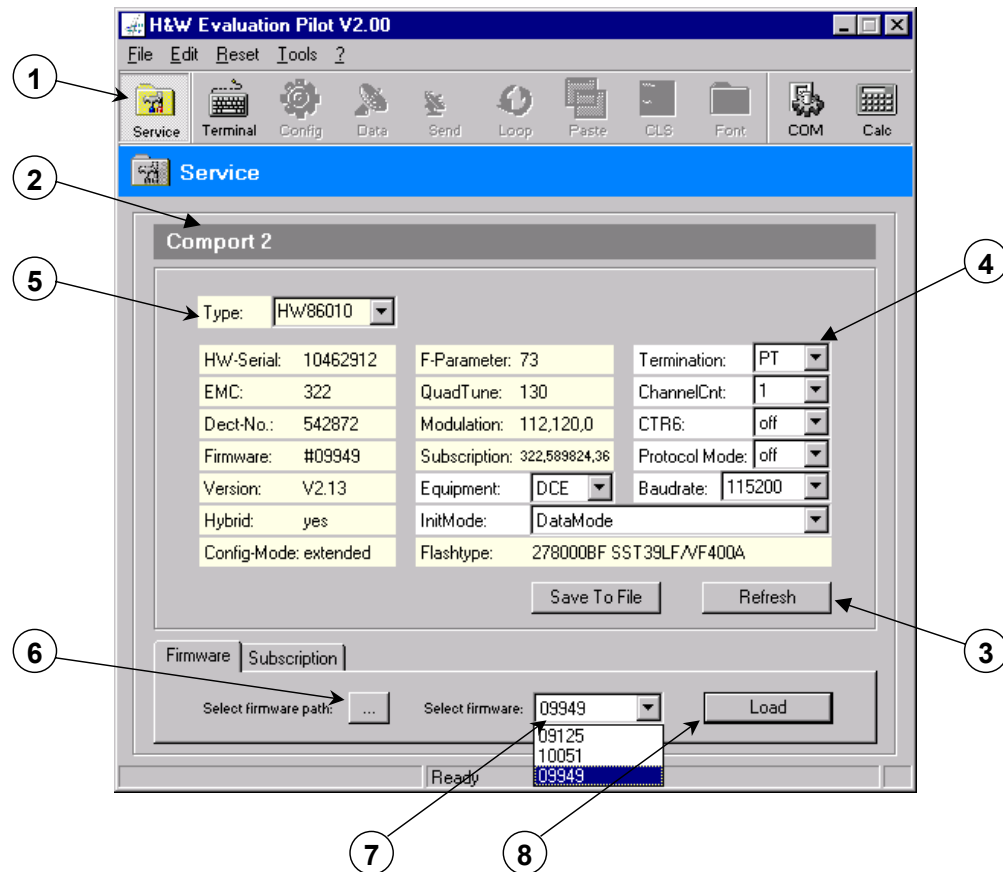 H&W Evaluation Pilot V2.00
File Edit Reset Tools ?
1
Service Terminal Config Data Send Loop Paste CLS Font COM Calc
2
Service
Comport 2
5
4
Type: HW86010
HW-Serial: 10462912 F-Parameter: 73 Termination: PT
EMC: 322 QuadTune: 130 ChannelCnt: 1
Dect-No.: 542872 Modulation: 112,120,0 CTR6: off
Firmware: #09949 Subscription: 322,589824,36 Protocol Mode: off
Version: V2.13 Equipment: DCE Baudrate: 115200
Hybrid: yes InitMode: DataMode
Config-Mode: extended Flashtype: 278000BF SST39LF/VF400A
Save To File Refresh
6
3
Firmware Subscription
Select firmware path: ... Select firmware: 09949 Load
09125
10051
09949
Ready
7
8